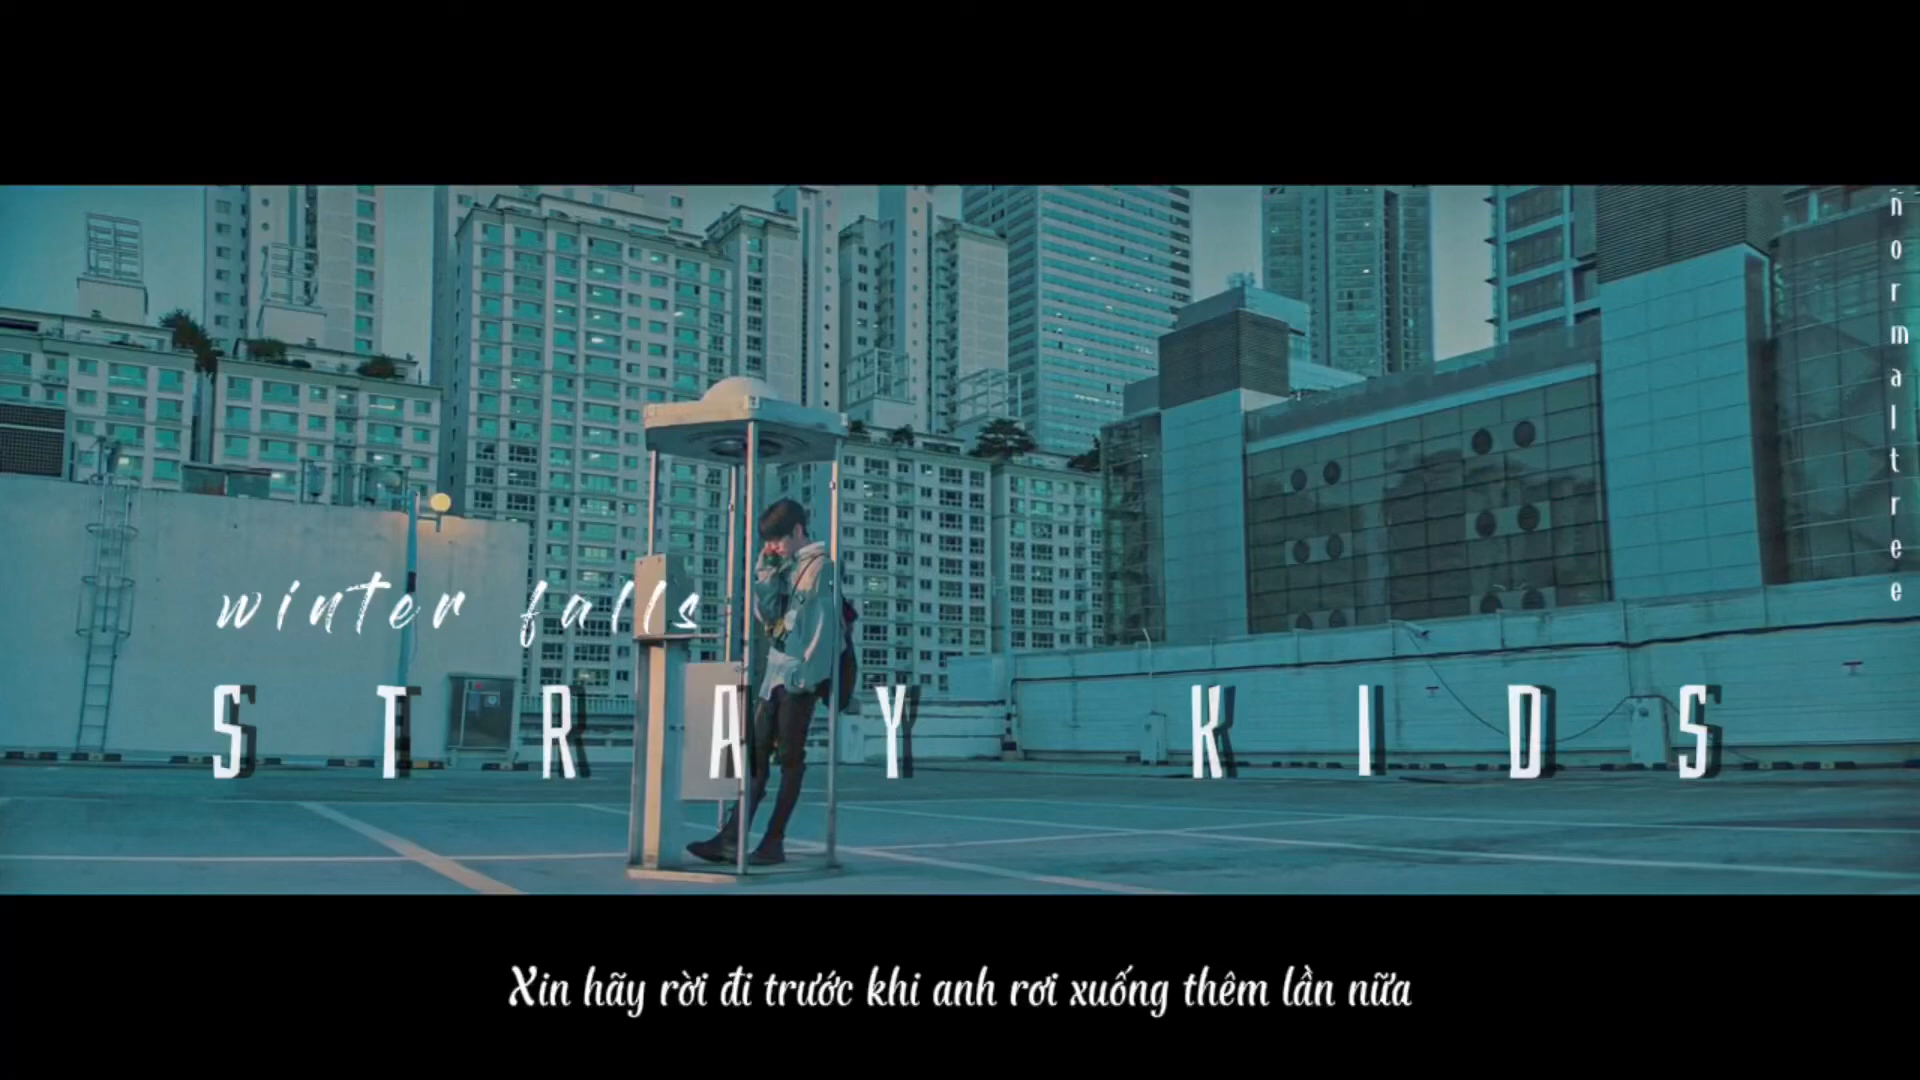 winter falls
STRAY KIDS
normaltree
Xin hãy rời đi trước khi anh rơi xuống thêm lần nữa